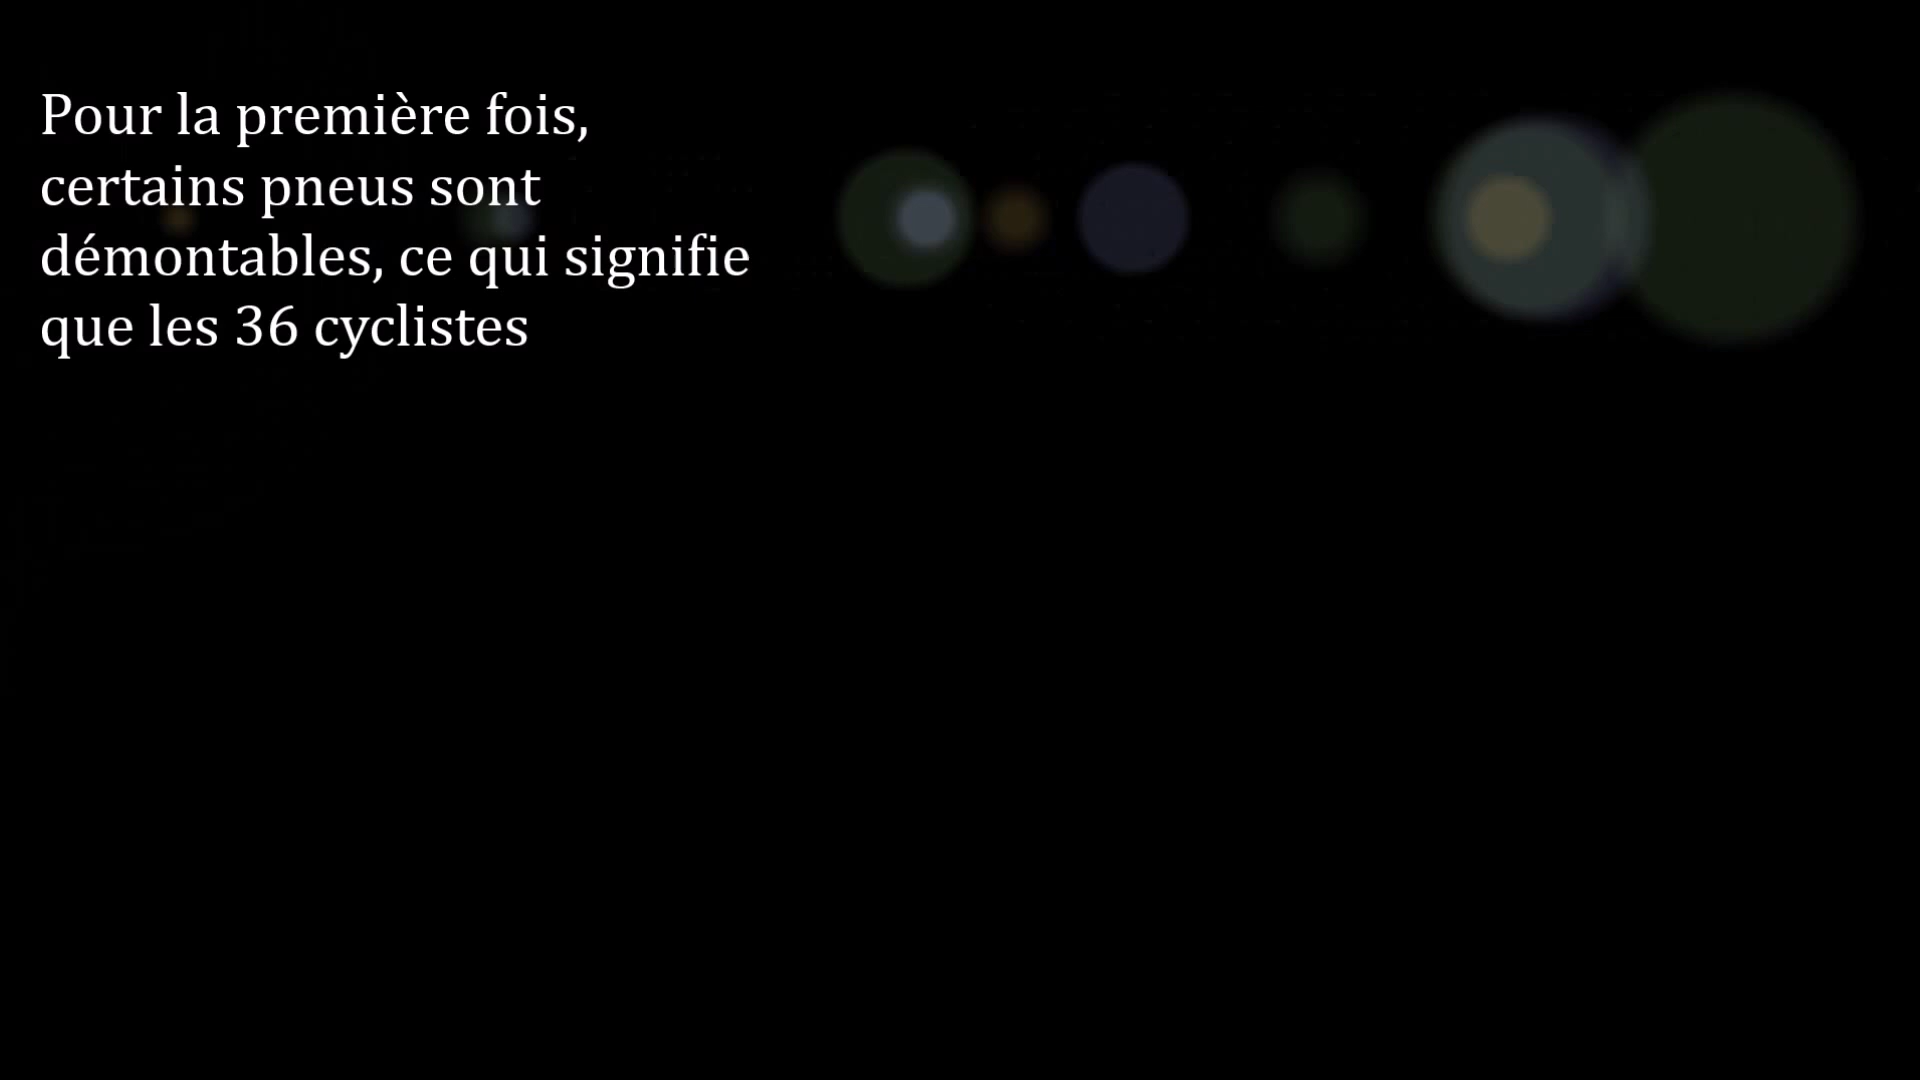 Pour la première fois,
certains pneus sont
démontables, ce qui signifie
que les 36 cyclistes